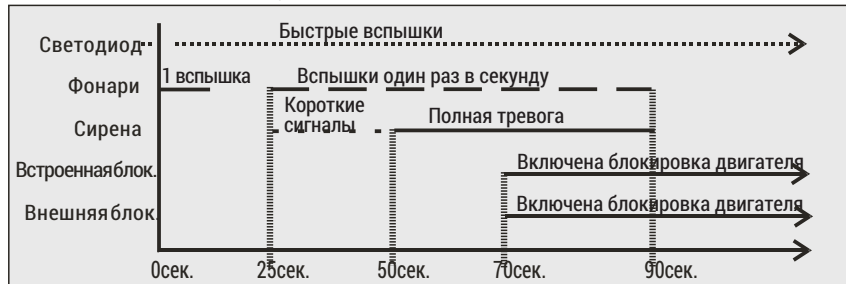 Быстрые вспышки
Светодиод
1 вспышка
Вспышки один раз в секунду
Фонари
Короткие
сигналы
Полная тревога
Сирена
Включена блокировка двигателя
Встроеннаяблок.
Включена блокировка двигателя
Внешняяблок.
0сек. 25сек. 50сек. 70сек. 90сек.